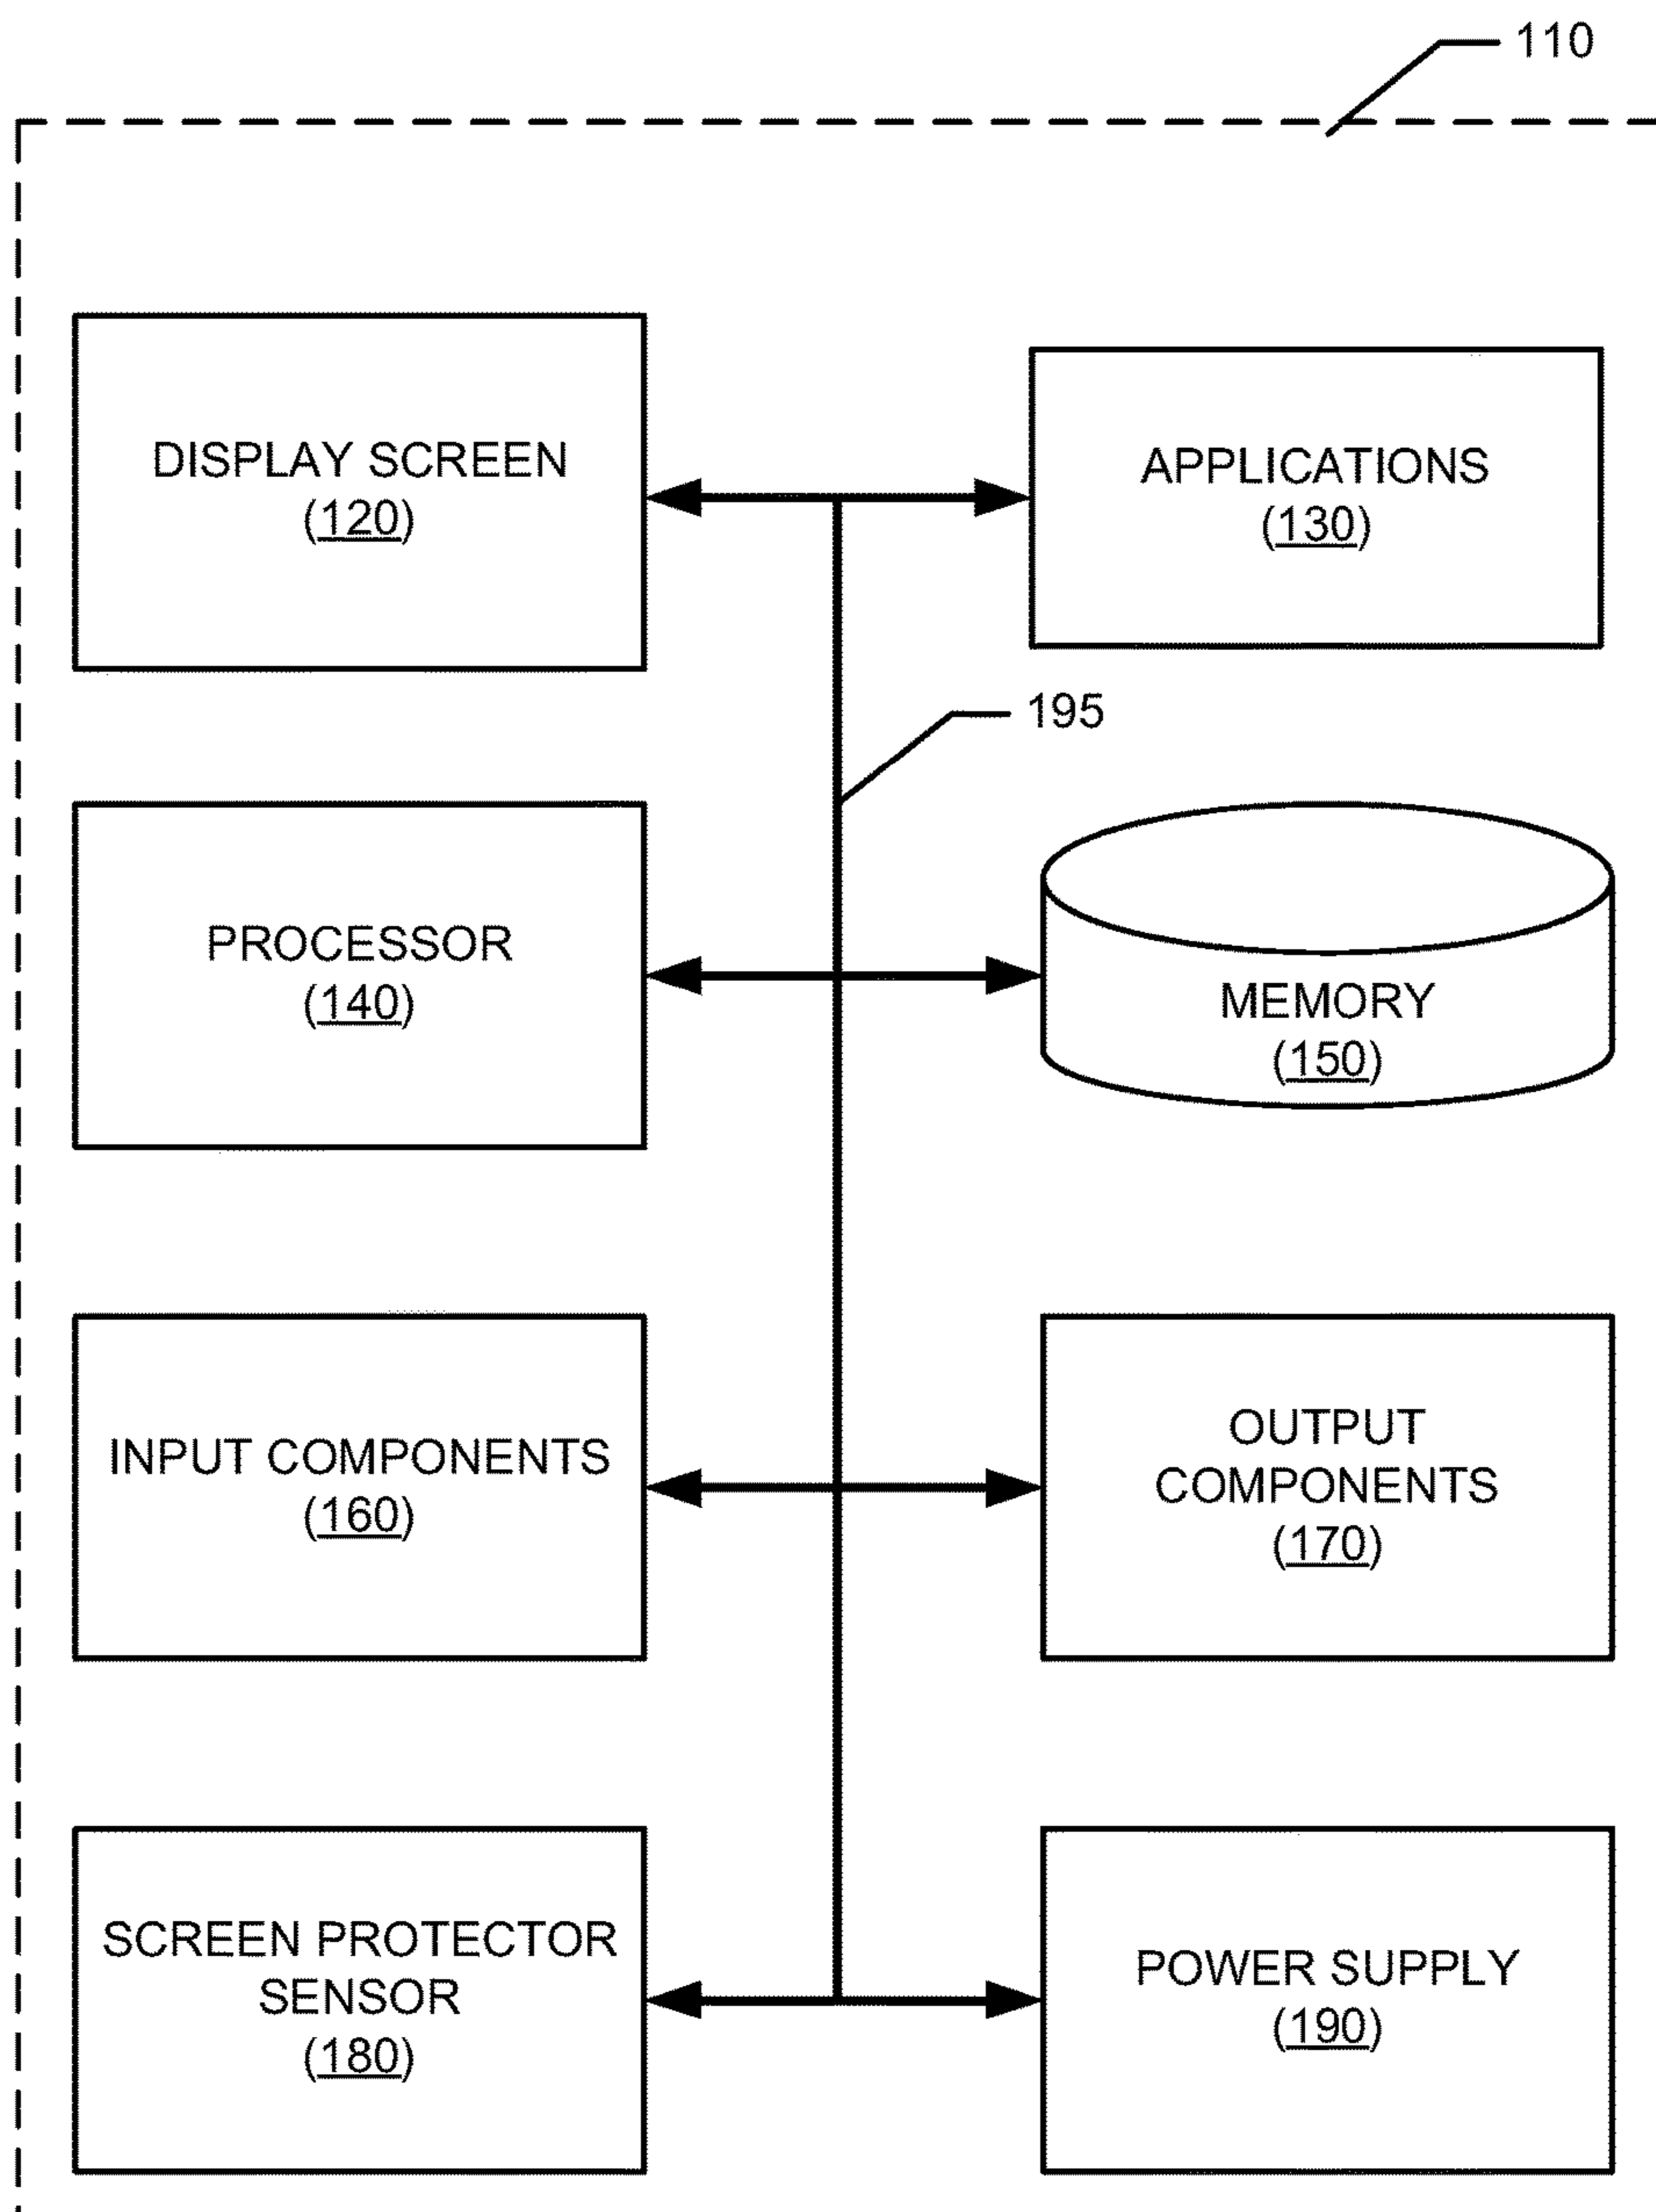 110
DISPLAY SCREEN
(120)
APPLICATIONS
(130)
195
PROCESSOR
(140)
MEMORY
(150)
INPUT COMPONENTS
(160)
OUTPUT
COMPONENTS
(170)
SCREEN PROTECTOR
SENSOR
(180)
POWER SUPPLY
(190)